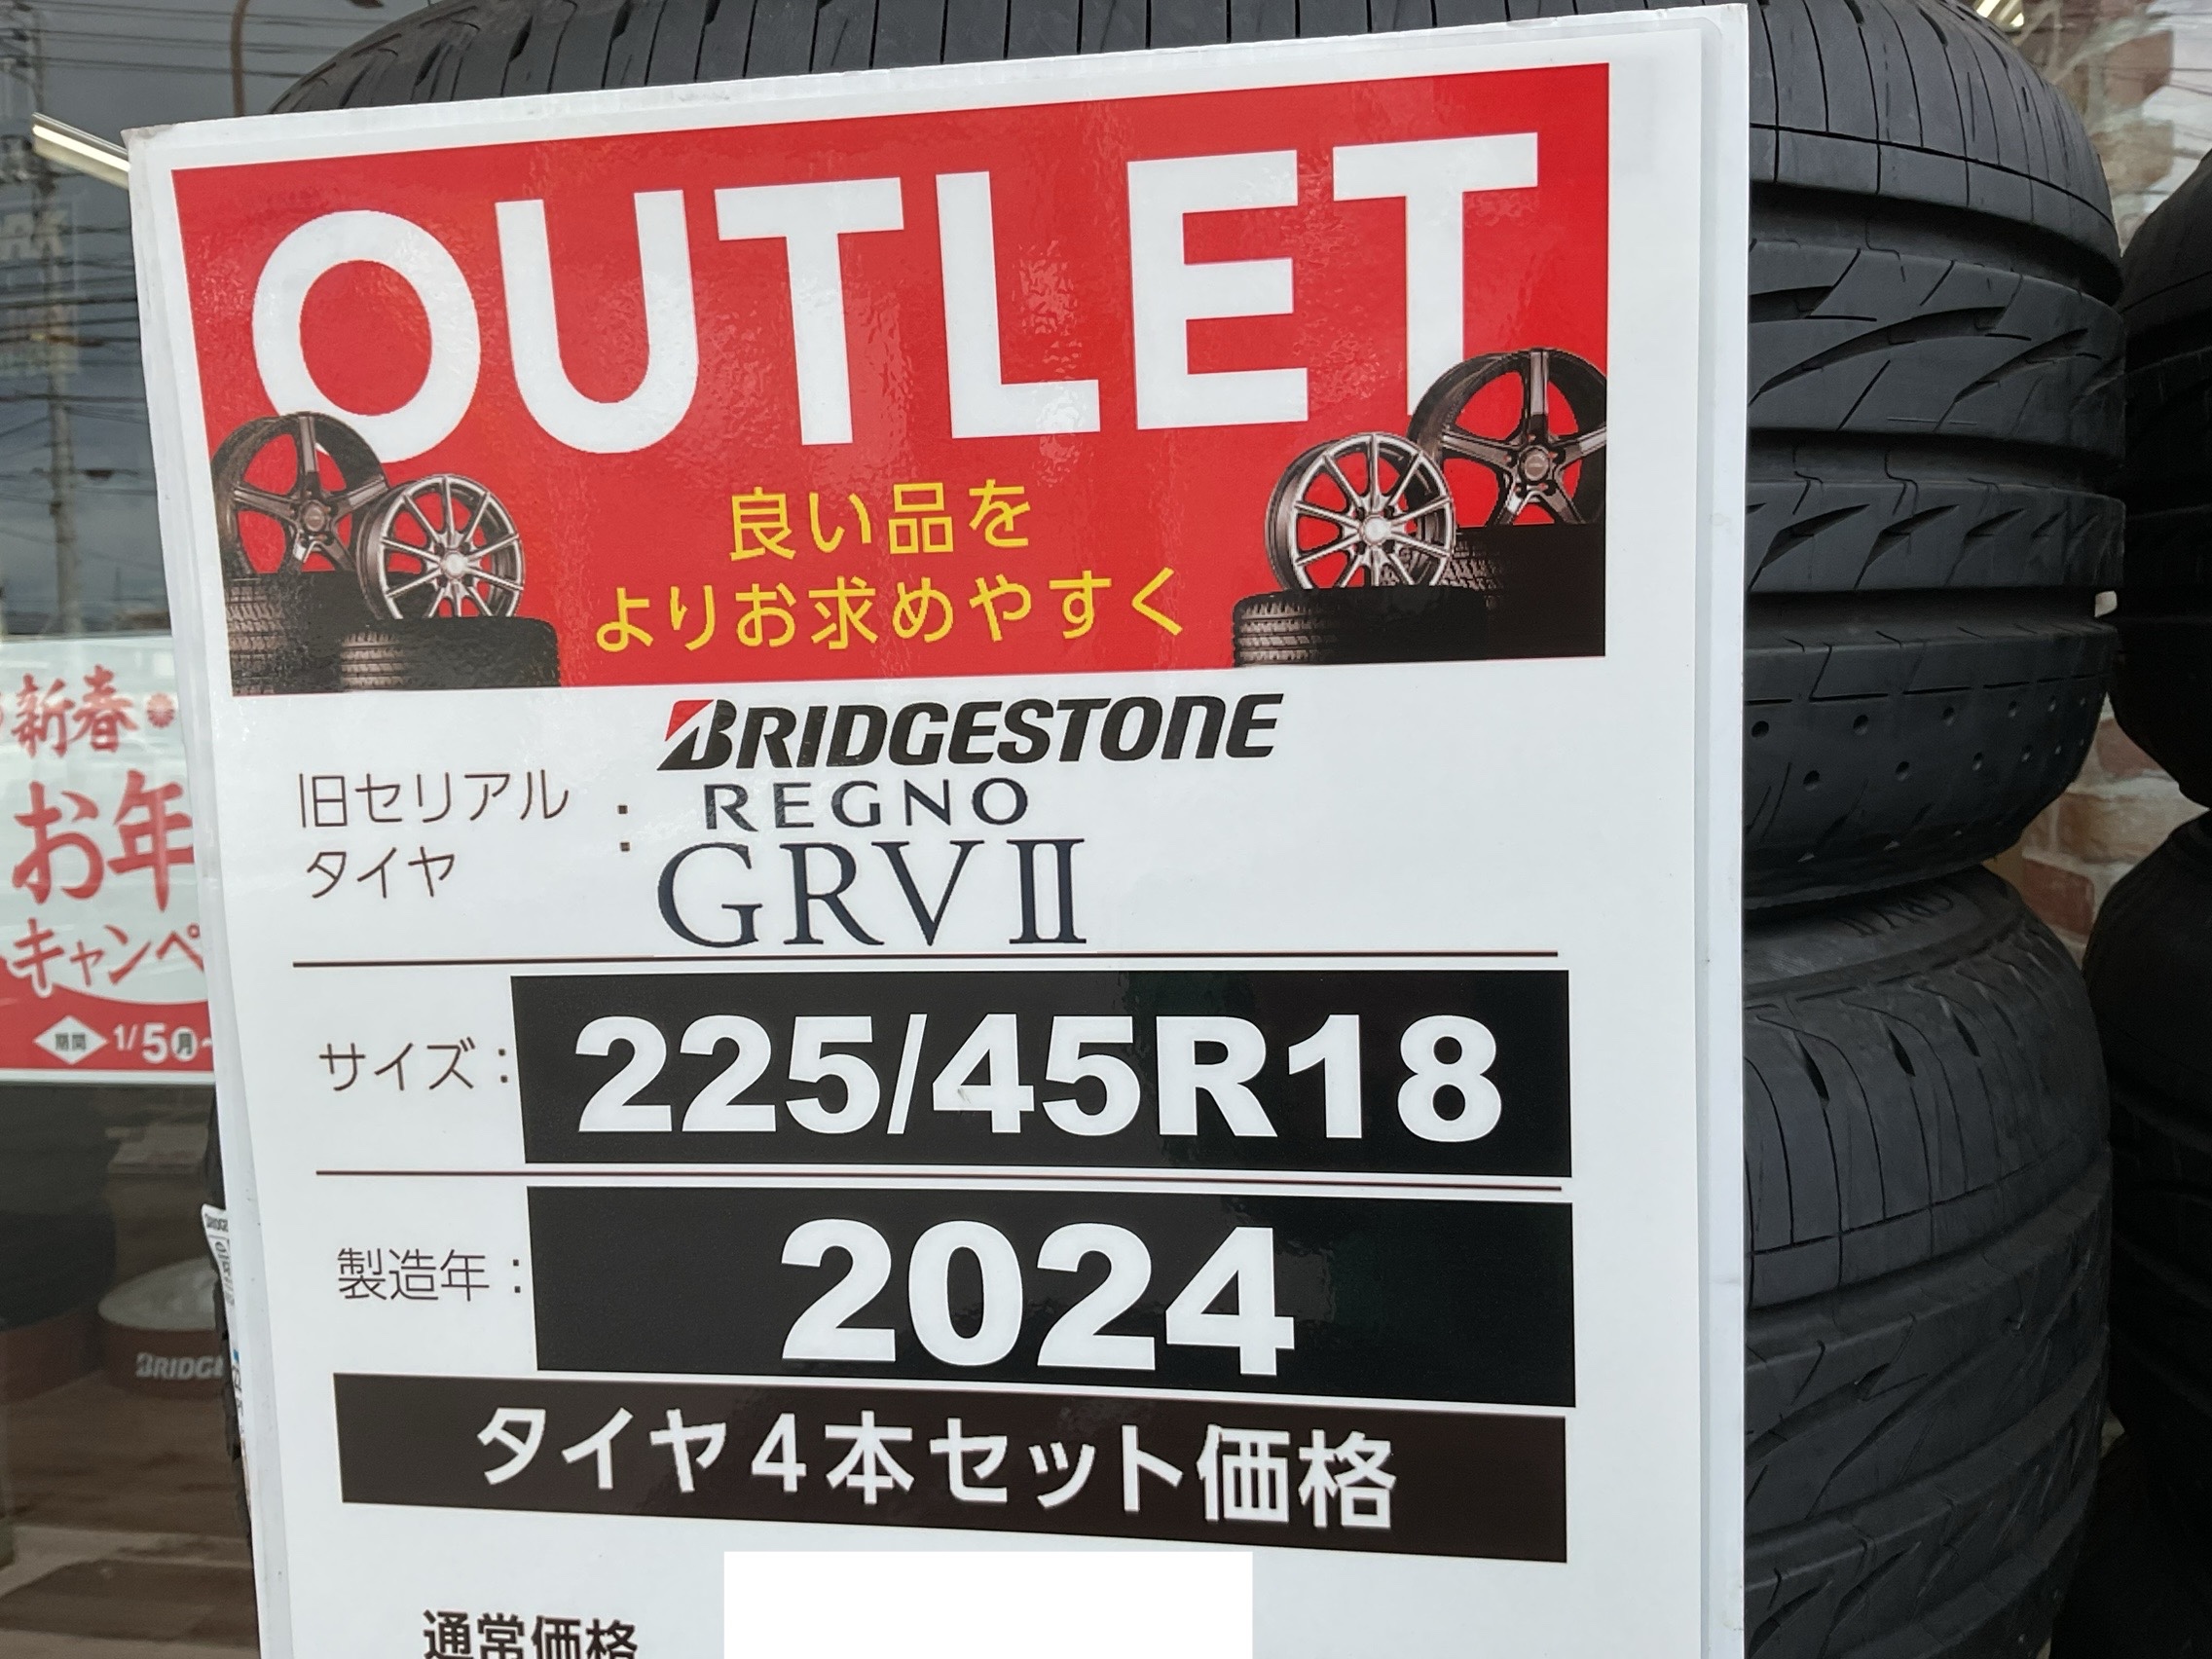 OUTLET
良い品を
よりお求めやすく
BRIDGESTONE
旧セリアル
タイヤ
:
REGNO
GRVⅡ
サイズ：225/45R18
製造年：2024
タイヤ4本セット価格
通常価格
新春
お年
キャンペ
期間 1/5月~
BRIDG